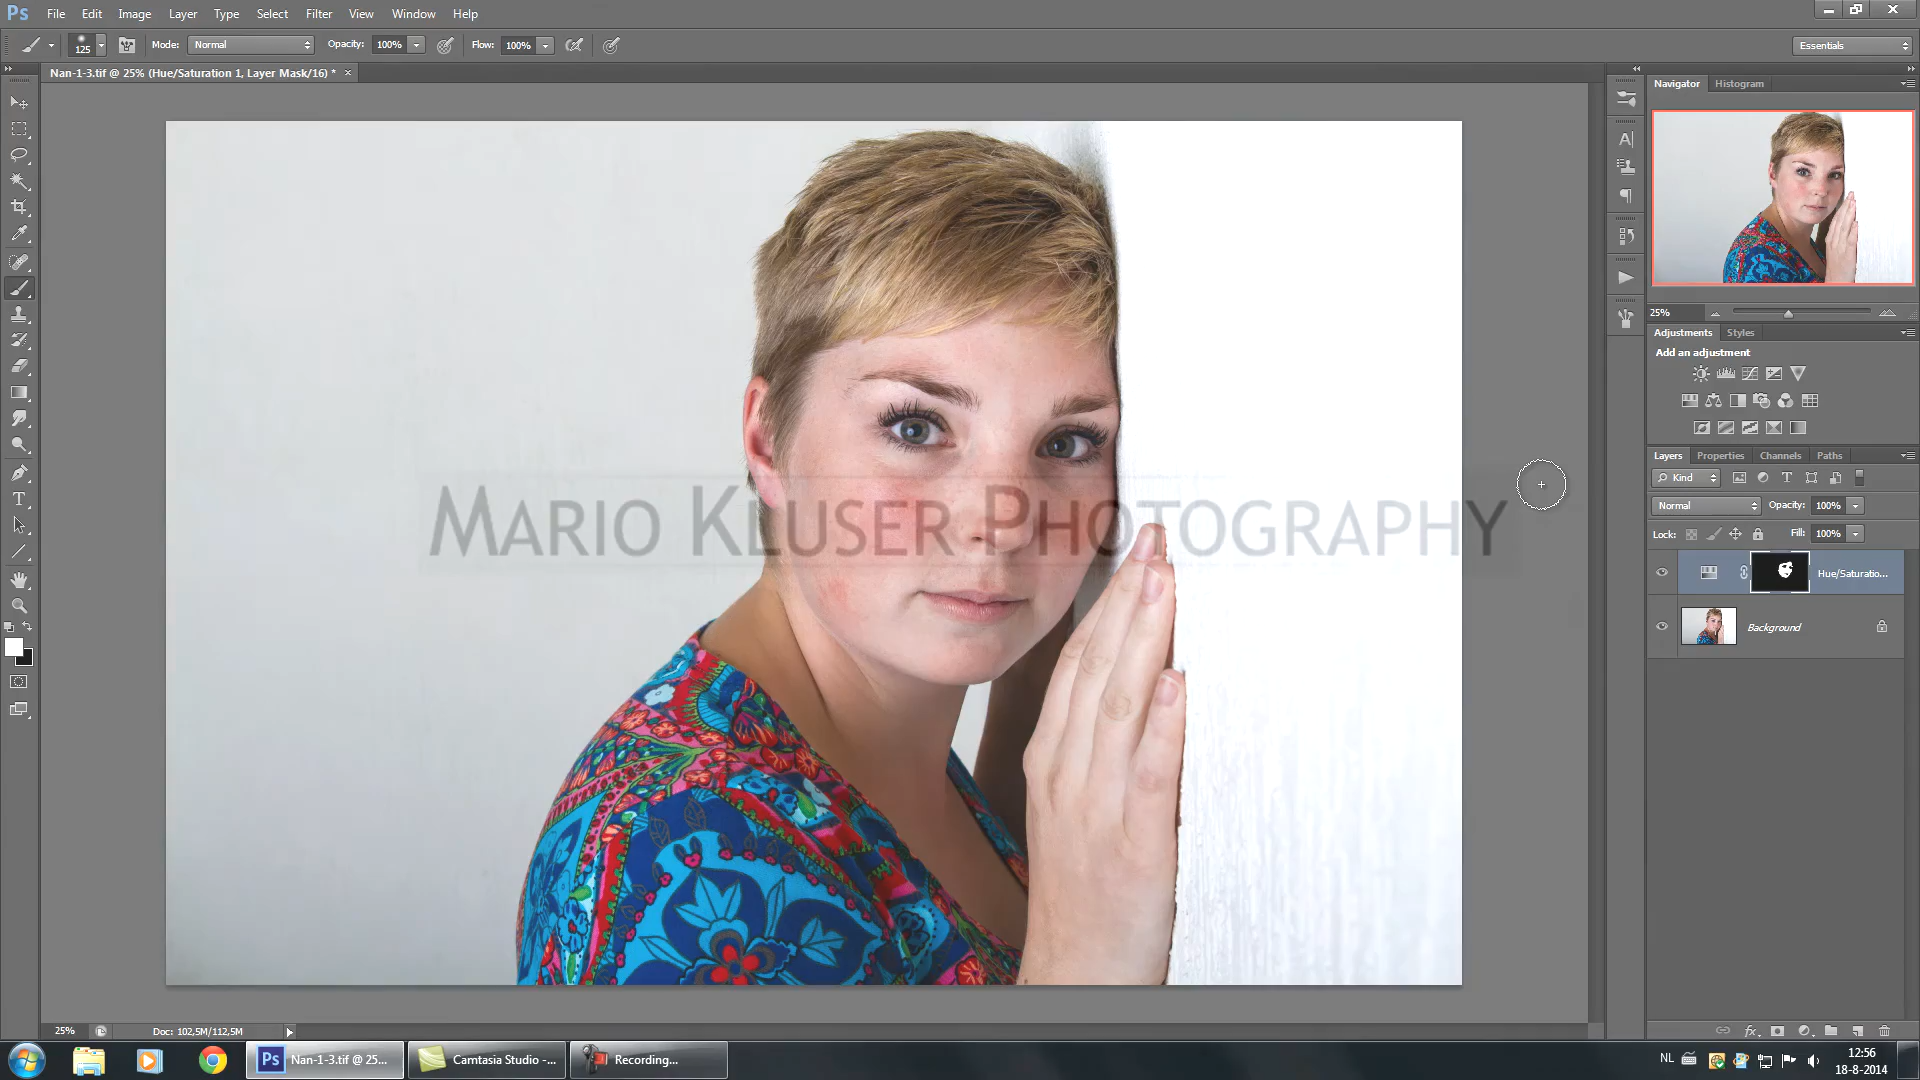 Ps File Edit Image Layer Type Select Filter View Window Help
125 Mode: Normal Opacity: 100% Flow: 100% Essentials
Nan-1-3.tif @ 25% (Hue/Saturation 1, Layer Mask/16) * ×
Navigator Histogram
25%
Adjustments Styles
Add an adjustment
Layers Properties Channels Paths
Kind
Normal Opacity: 100%
Lock: Fill: 100%
Hue/Saturatio...
Background
MARIO KLUSER PHOTOGRAPHY
25% Doc: 102,5M/112,5M
Ps Nan-1-3.tif @ 25... Camtasia Studio -... Recording... NL 12:56
18-8-2014